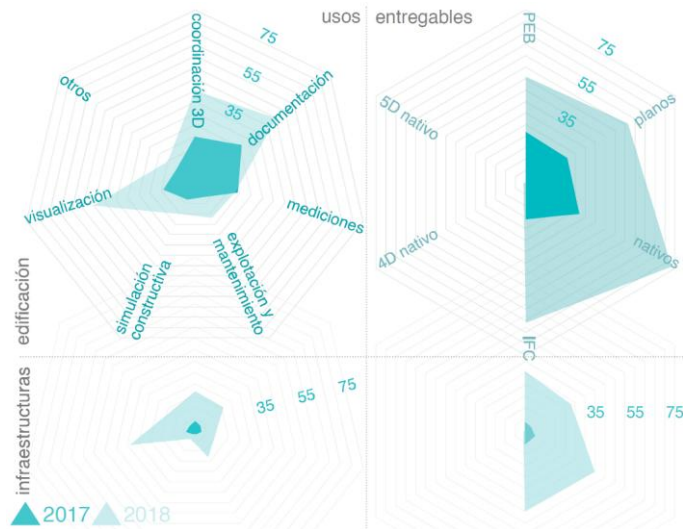 usos
entregables
coordinación 3D
75
55
35
documentación
otros
visualización
mediciones
simulación
constructiva
explotación y
mantenimiento
edificación
PEB
75
55
35
planos
5D nativo
4D nativo
nativos
IFC
infraestructuras
35 55 75
35 55 75
2017 2018